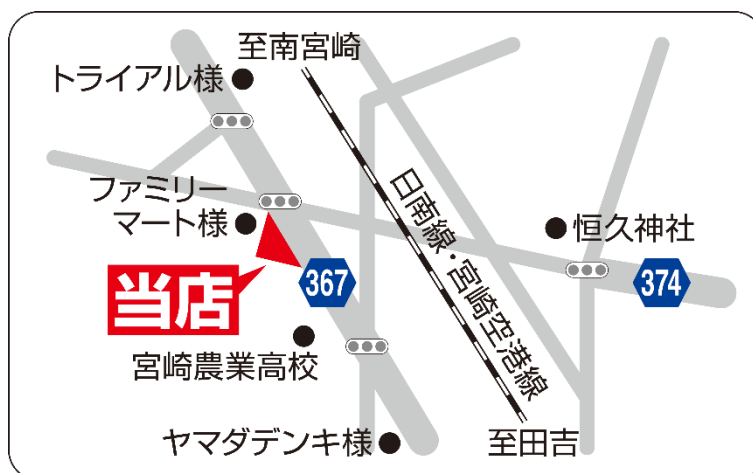 至南宮崎
トライアル様
ファミリー
マート様
当店
367
宮崎農業高校
ヤマダデンキ様
日南線・宮崎空港線
至田吉
恒久神社
374